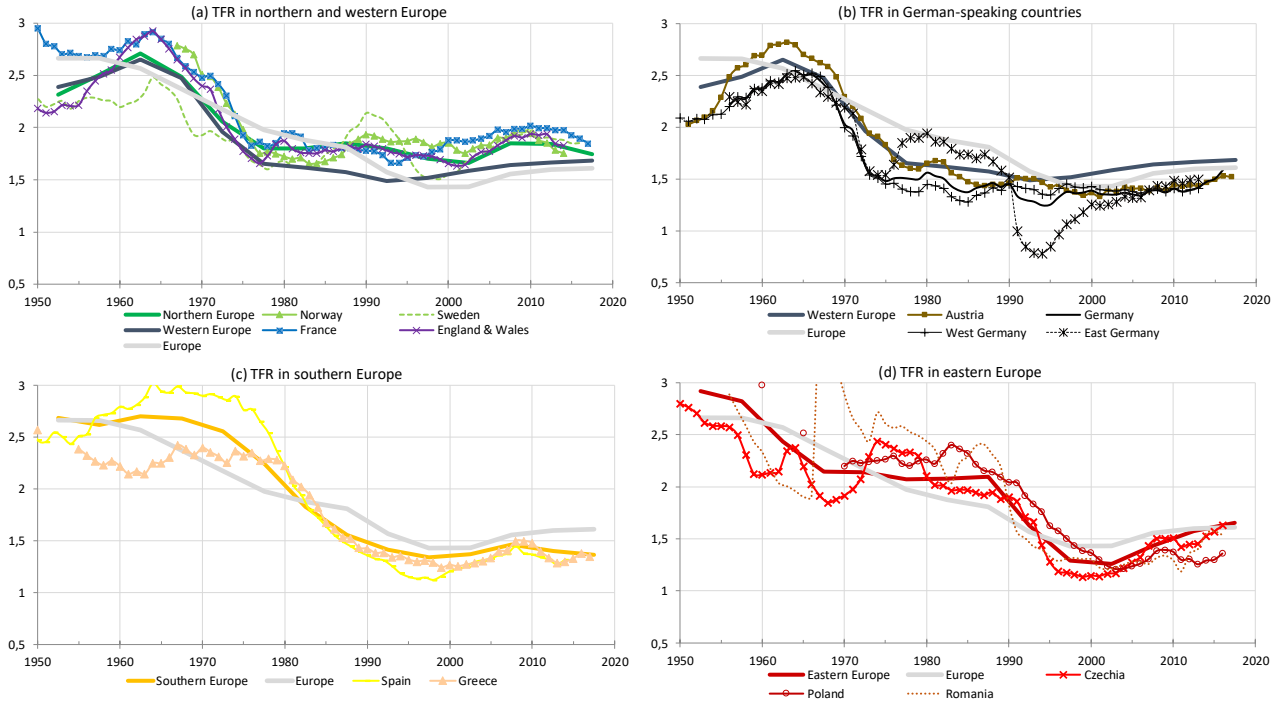 (a) TFR in northern and western Europe
3
2,5
2
1,5
1
0,5
1950 1960 1970 1980 1990 2000 2010 2020
Northern Europe Norway Sweden
Western Europe France England & Wales
Europe
(b) TFR in German-speaking countries
3
2,5
2
1,5
1
0,5
1950 1960 1970 1980 1990 2000 2010 2020
Western Europe Austria Germany
Europe West Germany East Germany
(c) TFR in southern Europe
3
2,5
2
1,5
1
0,5
1950 1960 1970 1980 1990 2000 2010 2020
Southern Europe Europe Spain Greece
(d) TFR in eastern Europe
3
2,5
2
1,5
1
0,5
1950 1960 1970 1980 1990 2000 2010 2020
Eastern Europe Europe Czechia
Poland Romania